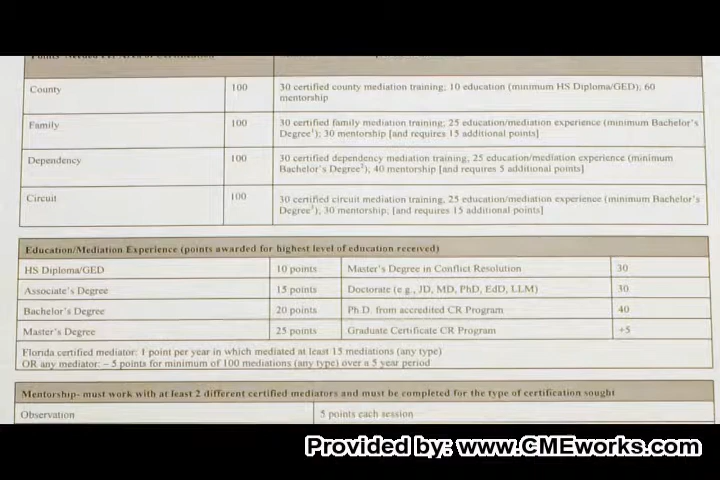 County 100 30 certified county mediation training; 10 education (minimum HS Diploma/GED); 60
mentorship
Family 100 30 certified family mediation training; 25 education/mediation experience (minimum Bachelor's
Degree¹); 30 mentorship [and requires 15 additional points]
Dependency 100 30 certified dependency mediation training; 25 education/mediation experience (minimum
Bachelor's Degree²); 40 mentorship [and requires 5 additional points]
Circuit 100 30 certified circuit mediation training, 25 education/mediation experience (minimum Bachelor's
Degree³), 30 mentorship; [and requires 15 additional points]
Education/Mediation Experience (points awarded for highest level of education received)
HS Diploma/GED 10 points Master's Degree in Conflict Resolution 30
Associate's Degree 15 points Doctorate (e.g., JD, MD, PhD, EdD, LLM) 30
Bachelor's Degree 20 points Ph.D. from accredited CR Program 40
Master's Degree 25 points Graduate Certificate CR Program +5
Florida certified mediator: 1 point per year in which mediated at least 15 mediations (any type)
OR any mediator: – 5 points for minimum of 100 mediations (any type) over a 5 year period
Mentorship- must work with at least 2 different certified mediators and must be completed for the type of certification sought
Observation 5 points each session
Provided by: www.CMEworks.com